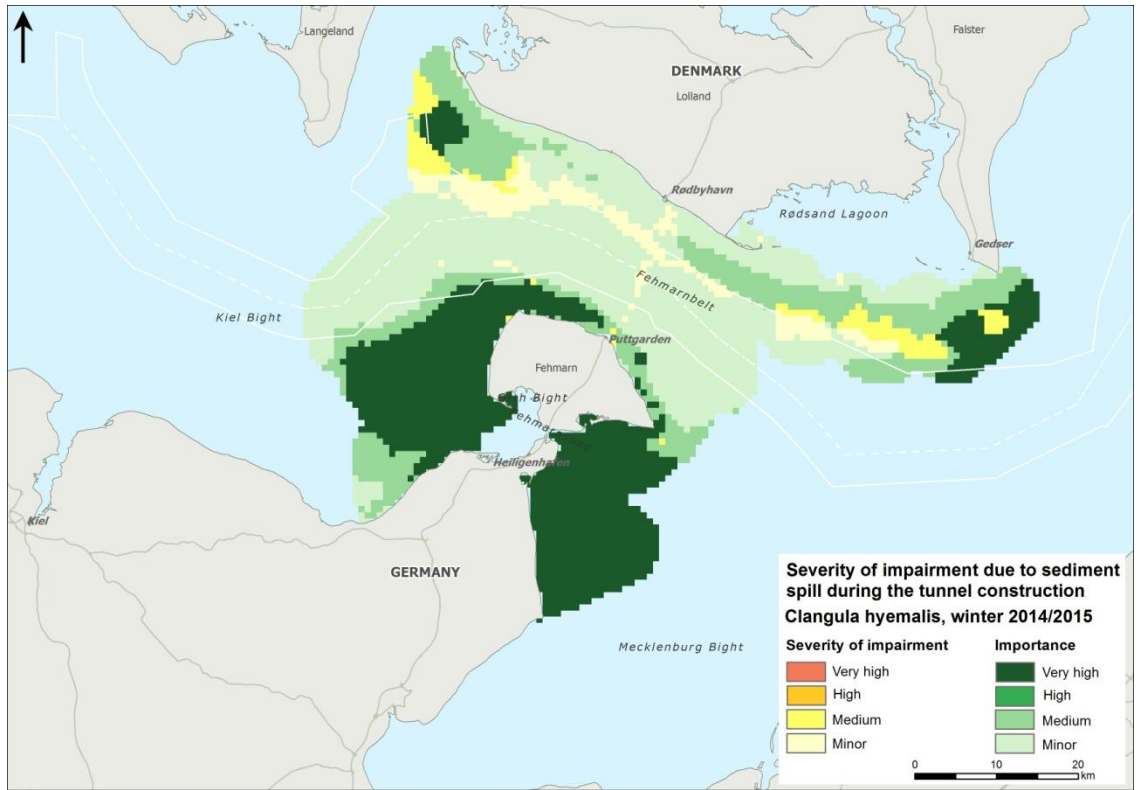 Langeland
Falster
DENMARK
Lolland
Rødbyhavn
Rødsand Lagoon
Gedser
Fehmarnbelt
Kiel Bight
Puttgarden
Fehmarn
Bight
Heiligenhafen
Kiel
GERMANY
Mecklenburg Bight
Severity of impairment due to sediment
spill during the tunnel construction
Clangula hyemalis, winter 2014/2015
Severity of impairment
Very high
High
Medium
Minor
Importance
Very high
High
Medium
Minor
0 10 20
km